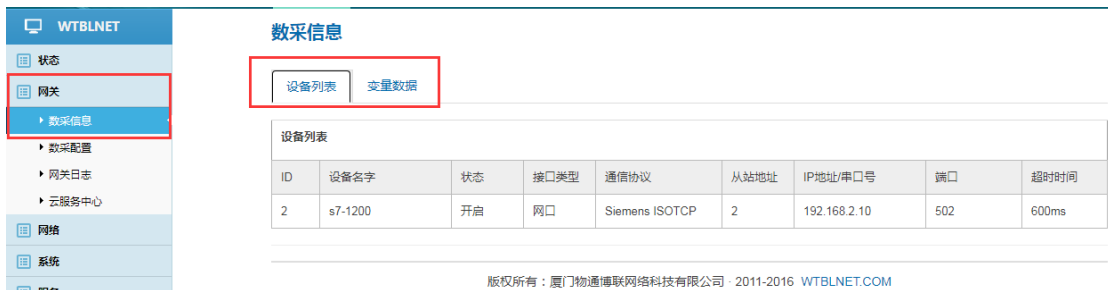 WTBLNET
状态
网关
数采信息
数采配置
网关日志
云服务中心
网络
系统
数采信息
设备列表 变量数据
设备列表
ID 设备名字 状态 接口类型 通信协议 从站地址 IP地址/串口号 端口 超时时间
2 s7-1200 开启 网口 Siemens ISOTCP 2 192.168.2.10 502 600ms
版权所有：厦门物通博联网络科技有限公司 · 2011-2016 WTBLNET.COM